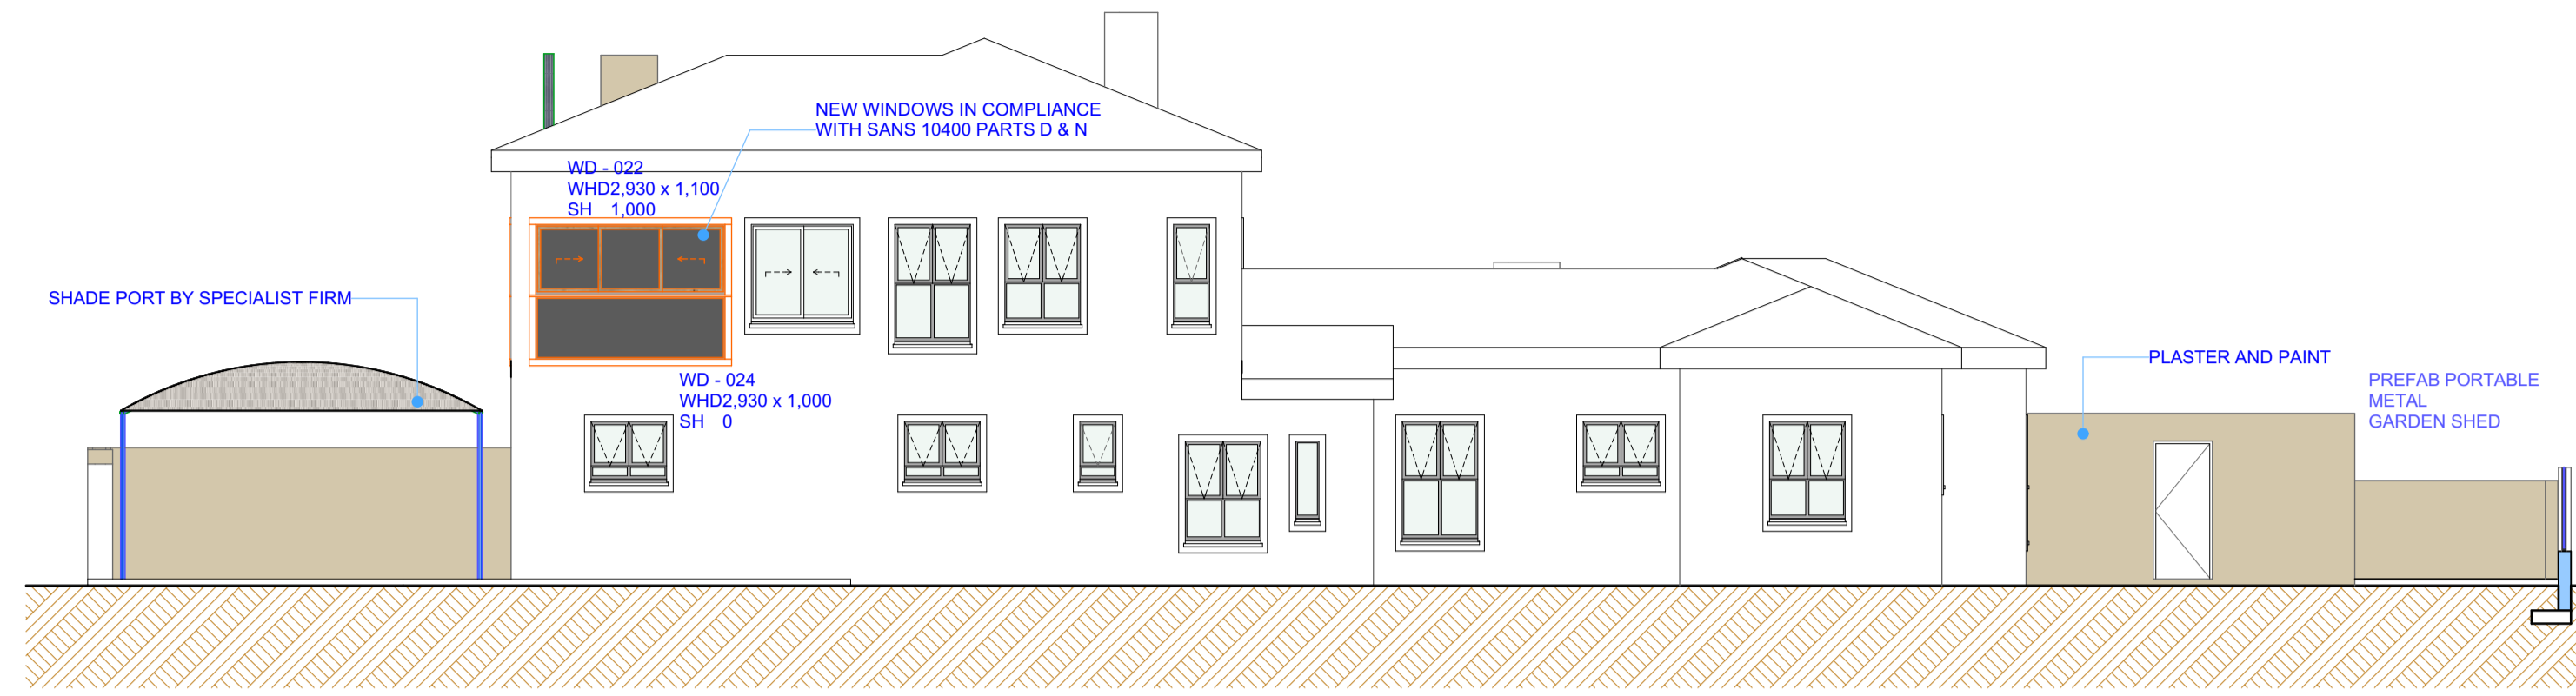 NEW WINDOWS IN COMPLIANCE
WITH SANS 10400 PARTS D & N
WD - 022
WHD2,930 x 1,100
SH 1,000
SHADE PORT BY SPECIALIST FIRM
WD - 024
WHD2,930 x 1,000
SH 0
PLASTER AND PAINT
PREFAB PORTABLE
METAL
GARDEN SHED